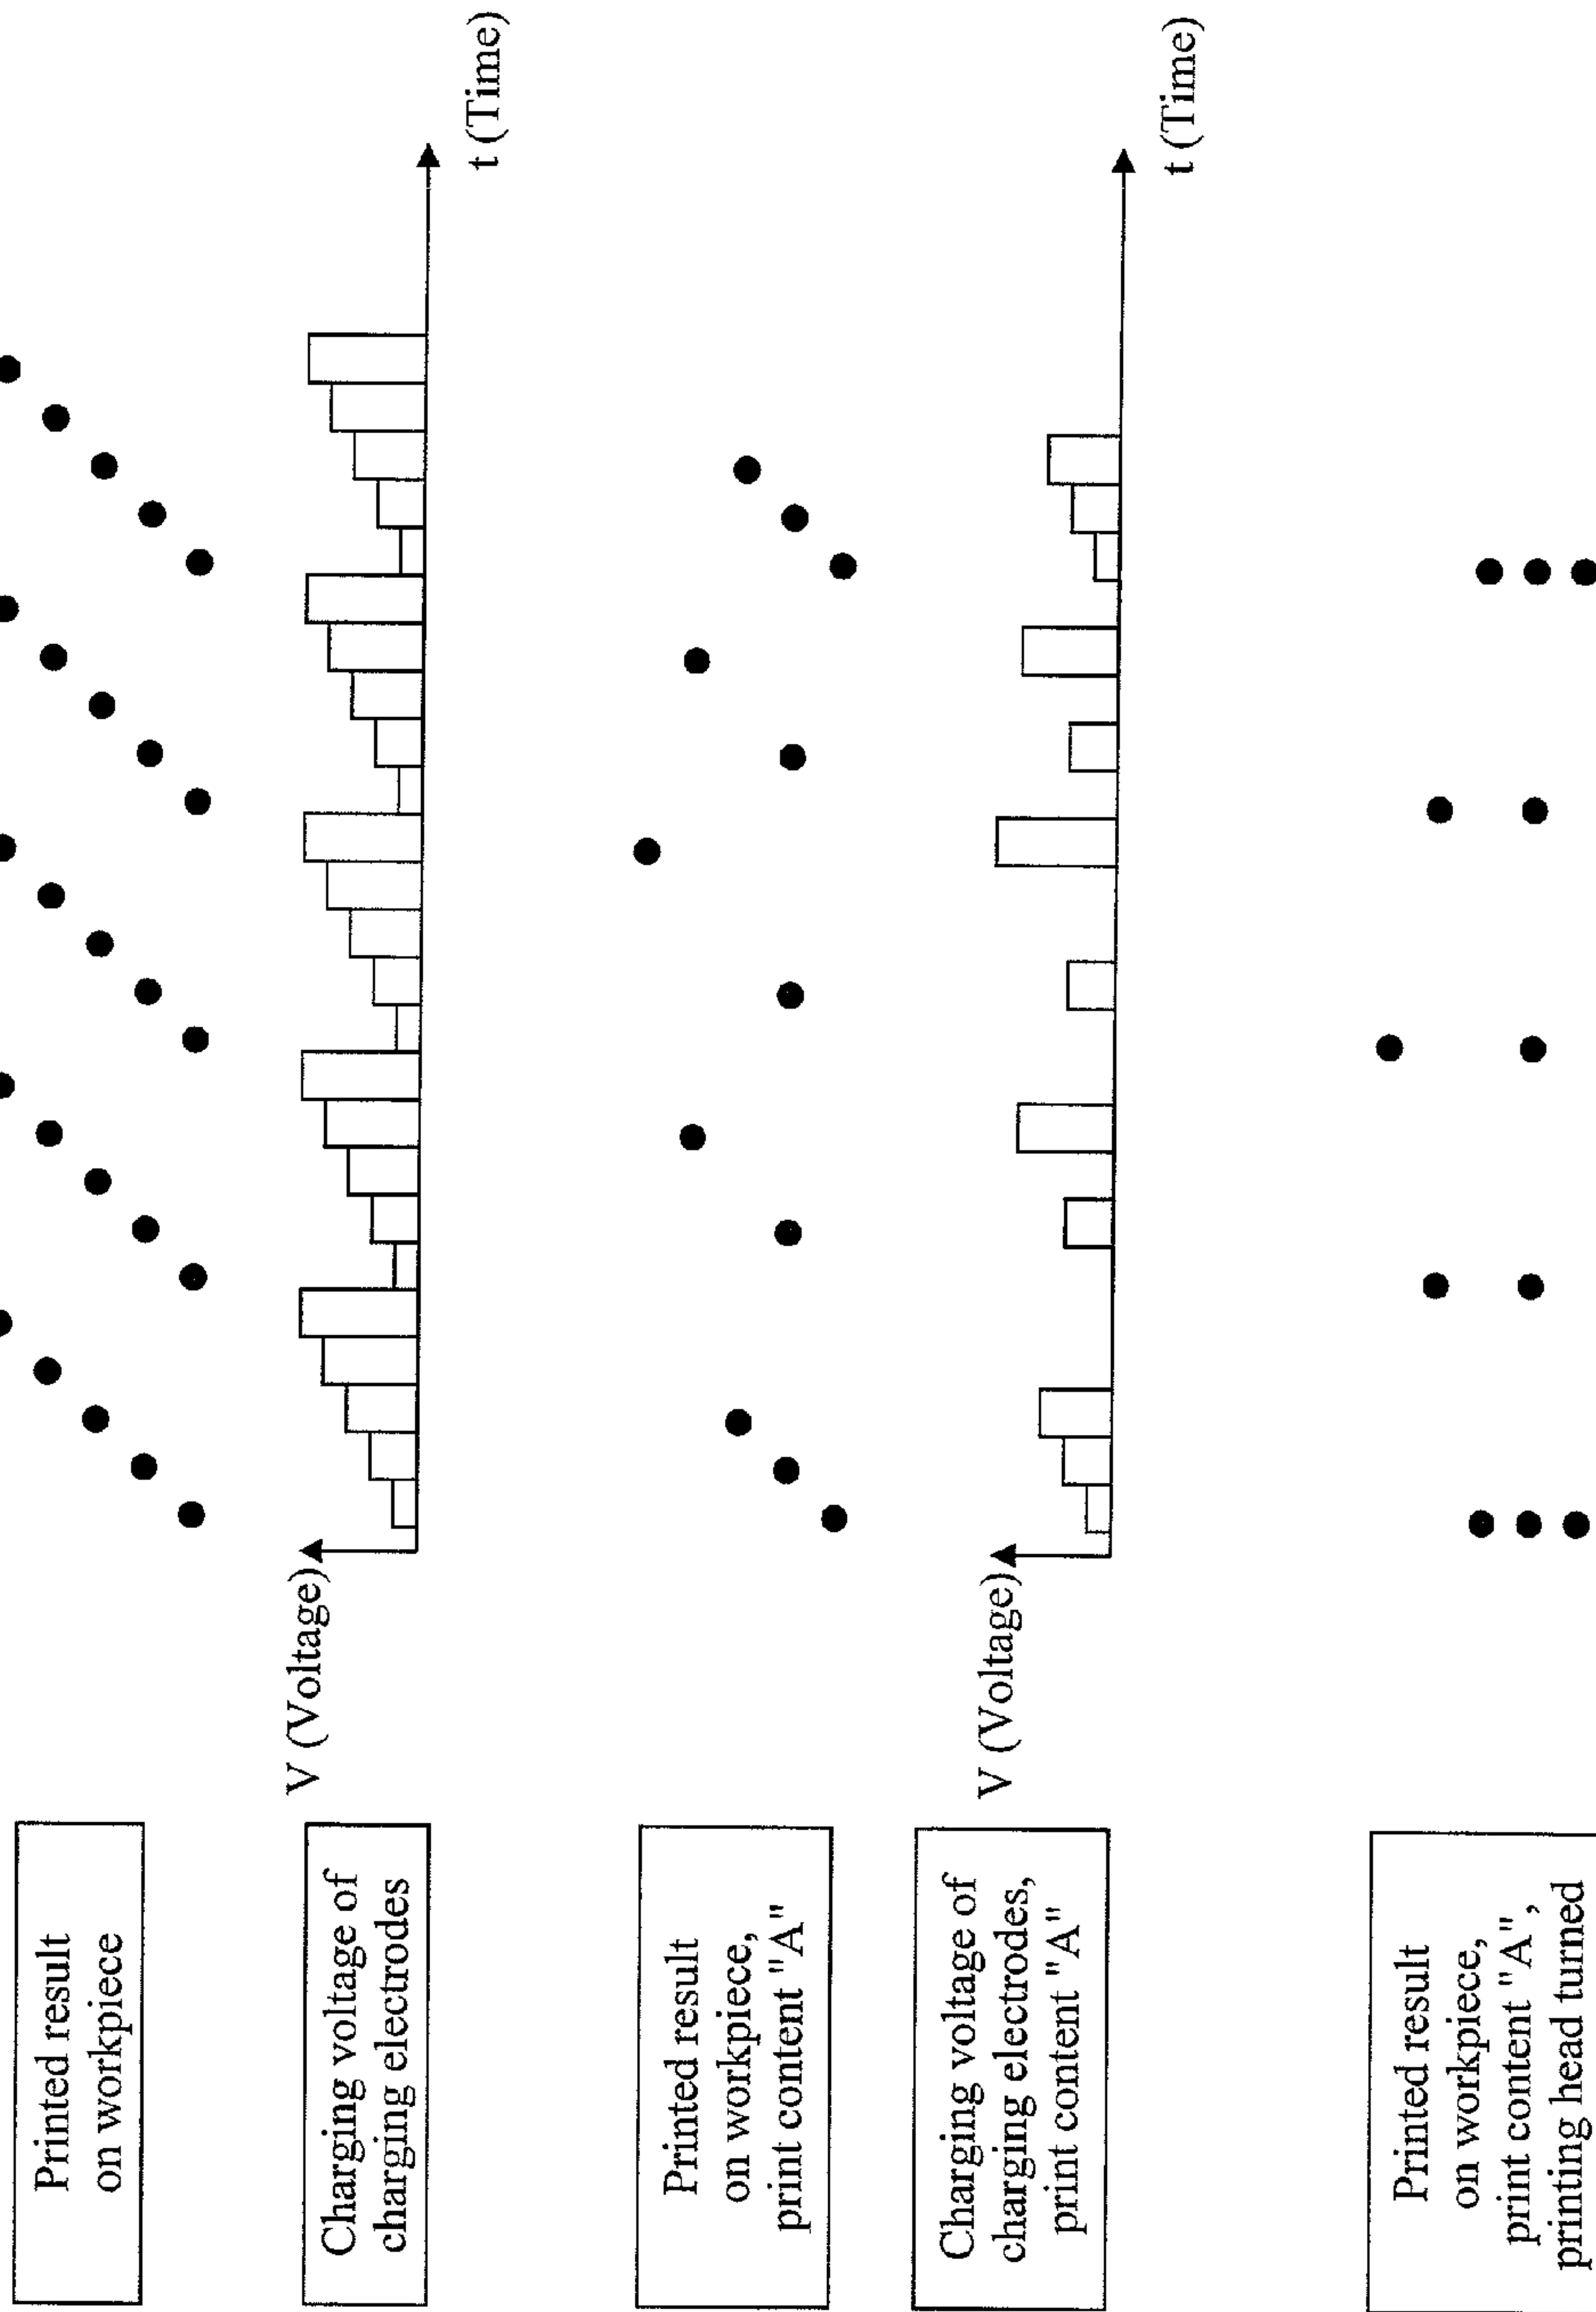 Printed result
on workpiece
V (Voltage)
t (Time)
Charging voltage of
charging electrodes
Printed result
on workpiece,
print content "A"
V (Voltage)
t (Time)
Charging voltage of
charging electrodes,
print content "A"
Printed result
on workpiece,
print content "A",
printing head turned